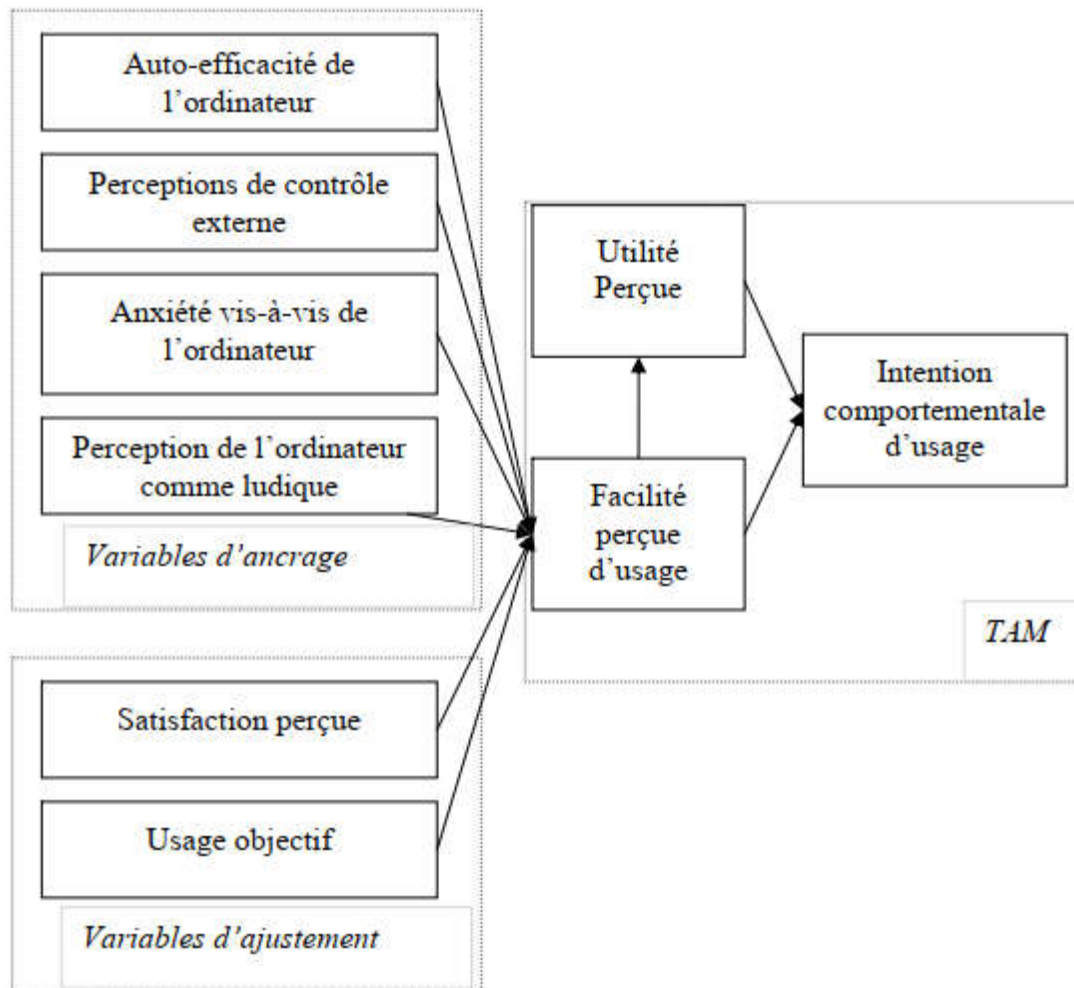 Auto-efficacité de
l’ordinateur
Perceptions de contrôle
externe
Anxiété vis-à-vis de
l’ordinateur
Perception de l’ordinateur
comme ludique
Variables d’ancrage
Satisfaction perçue
Usage objectif
Variables d’ajustement
Utilité
Perçue
Facilité
perçue
d’usage
Intention
comportementale
d’usage
TAM